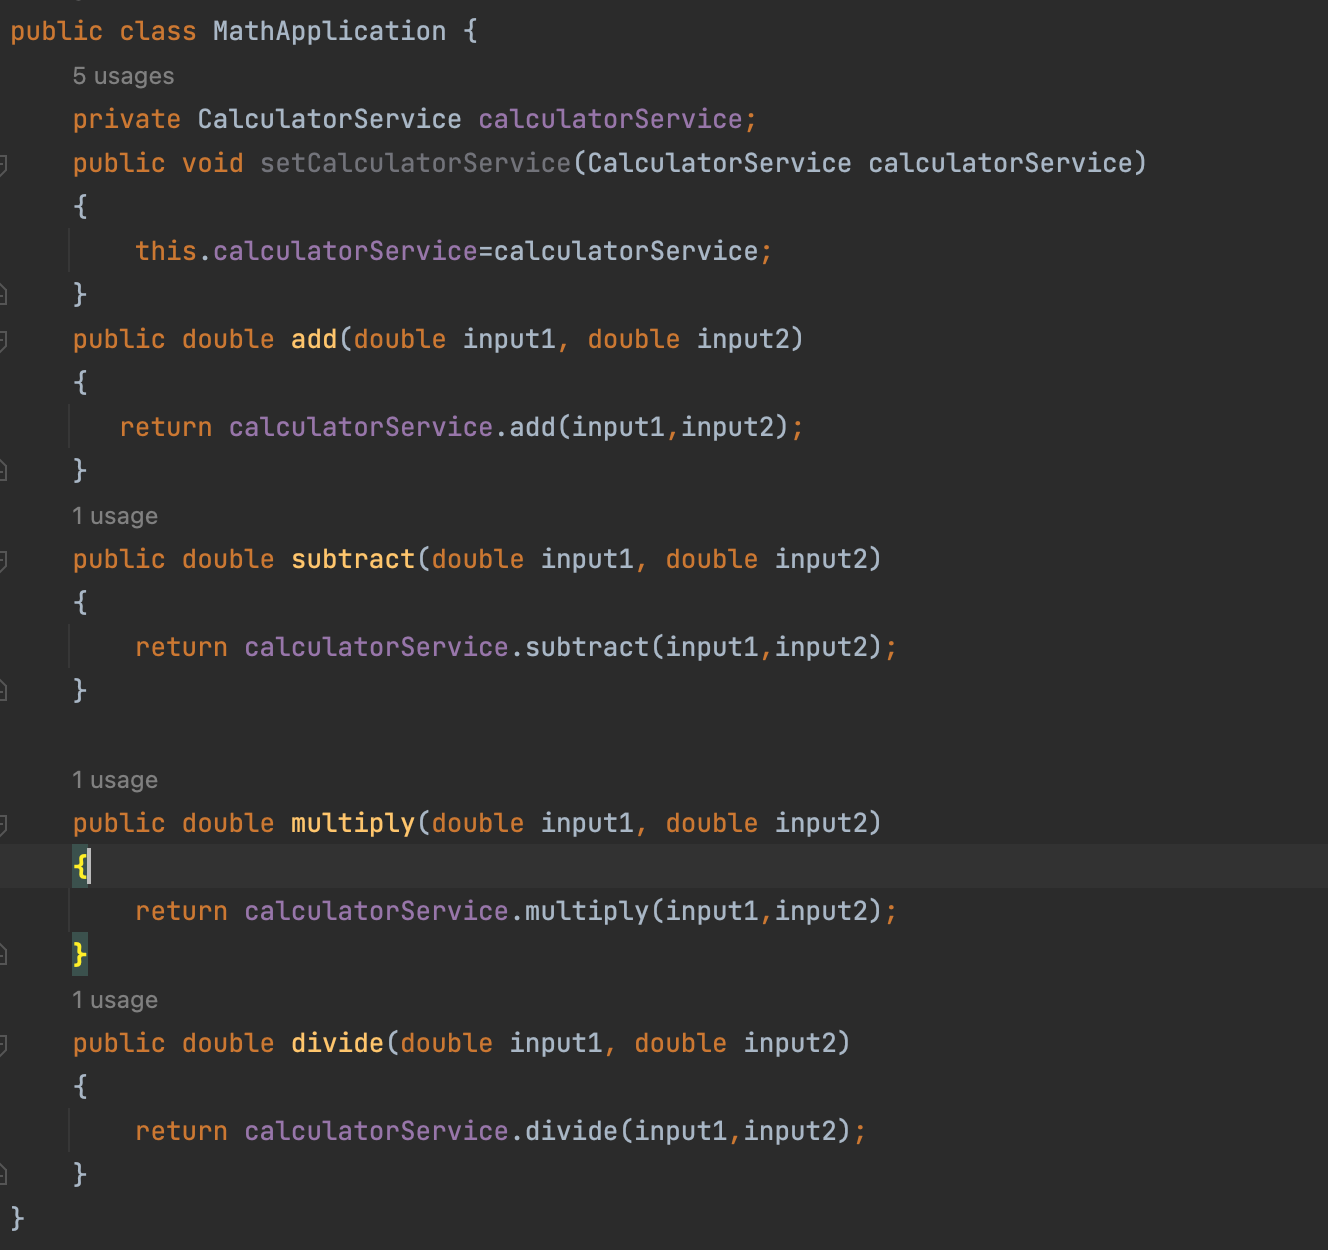 public class MathApplication {
5 usages
private CalculatorService calculatorService;
public void setCalculatorService(CalculatorService calculatorService)
{
this.calculatorService=calculatorService;
}
public double add(double input1, double input2)
{
return calculatorService.add(input1,input2);
}
1 usage
public double subtract(double input1, double input2)
{
return calculatorService.subtract(input1,input2);
}
1 usage
public double multiply(double input1, double input2)
{
return calculatorService.multiply(input1,input2);
}
1 usage
public double divide(double input1, double input2)
{
return calculatorService.divide(input1,input2);
}
}